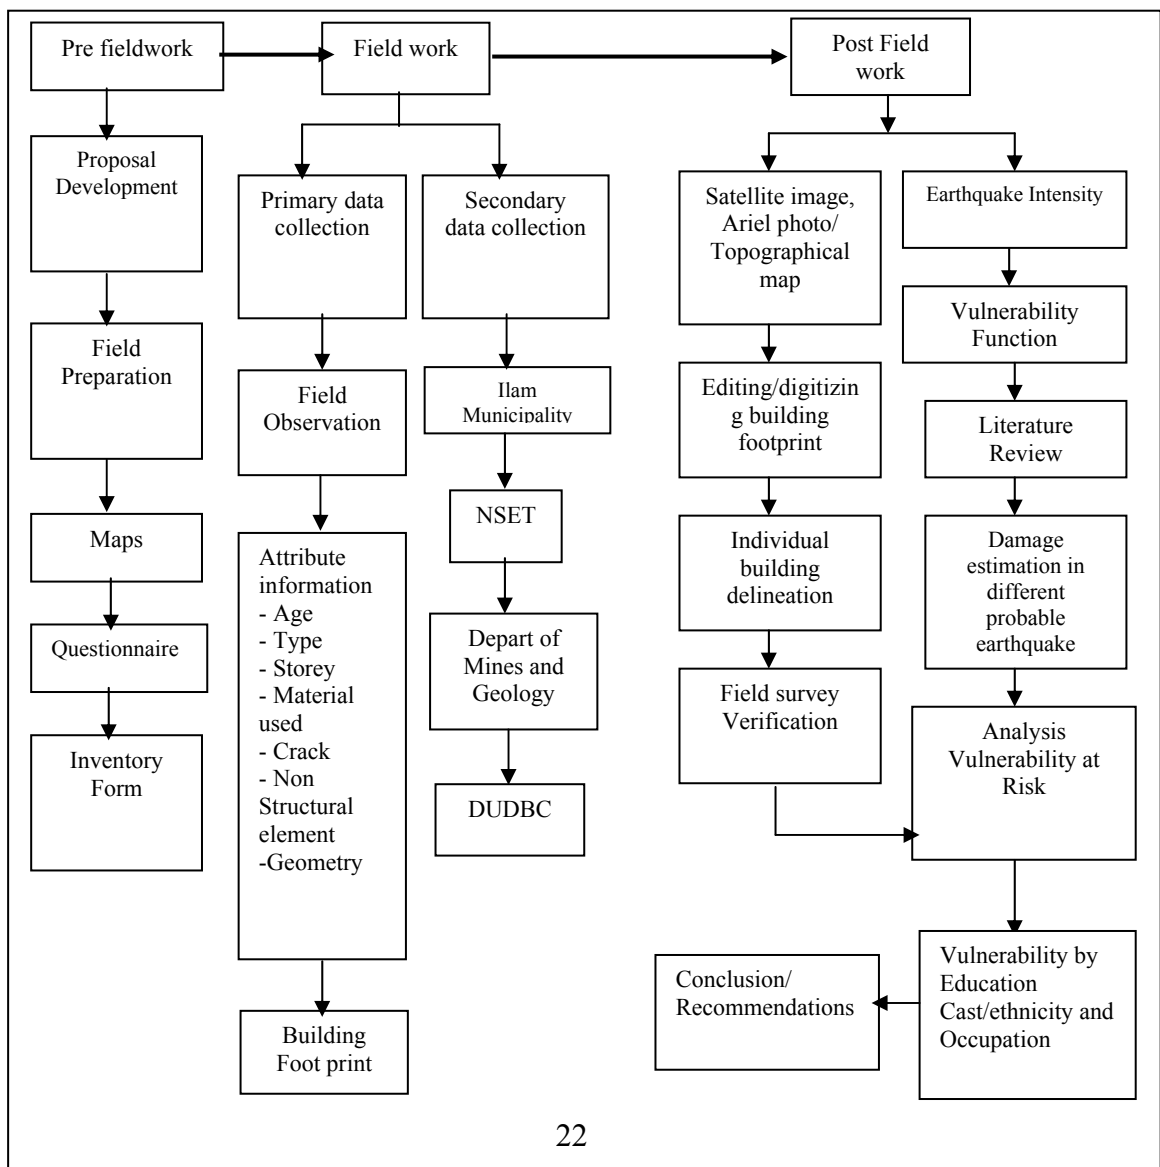 Pre fieldwork
Field work
Post Field
work
Proposal
Development
Field
Preparation
Maps
Questionnaire
Inventory
Form
Primary data
collection
Field
Observation
Attribute
information
- Age
- Type
- Storey
- Material
used
- Crack
- Non
Structural
element
-Geometry
Building
Foot print
Secondary
data collection
Ilam
Municipality
NSET
Depart of
Mines and
Geology
DUDBC
Satellite image,
Ariel photo/
Topographical
map
Editing/digitizin
g building
footprint
Individual
building
delineation
Field survey
Verification
Earthquake Intensity
Vulnerability
Function
Literature
Review
Damage
estimation in
different
probable
earthquake
Analysis
Vulnerability at
Risk
Vulnerability by
Education
Cast/ethnicity and
Occupation
Conclusion/
Recommendations
22